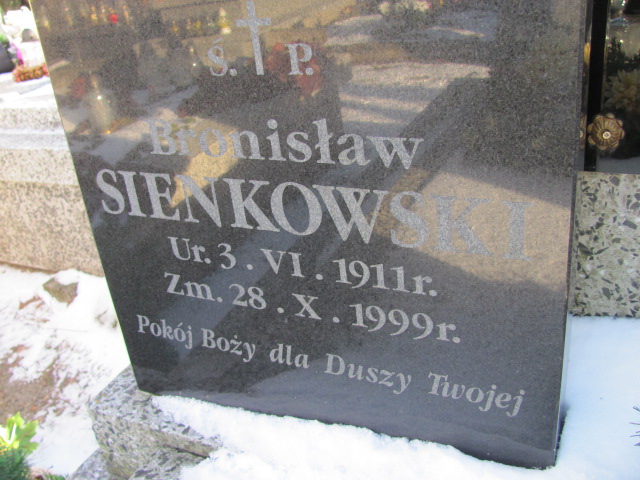 S. P.
Bronisław
SIENKOWSKI
Ur. 3. VI. 1911r.
Zm. 28. X. 1999r.
Pokój Boży dla Duszy Twojej